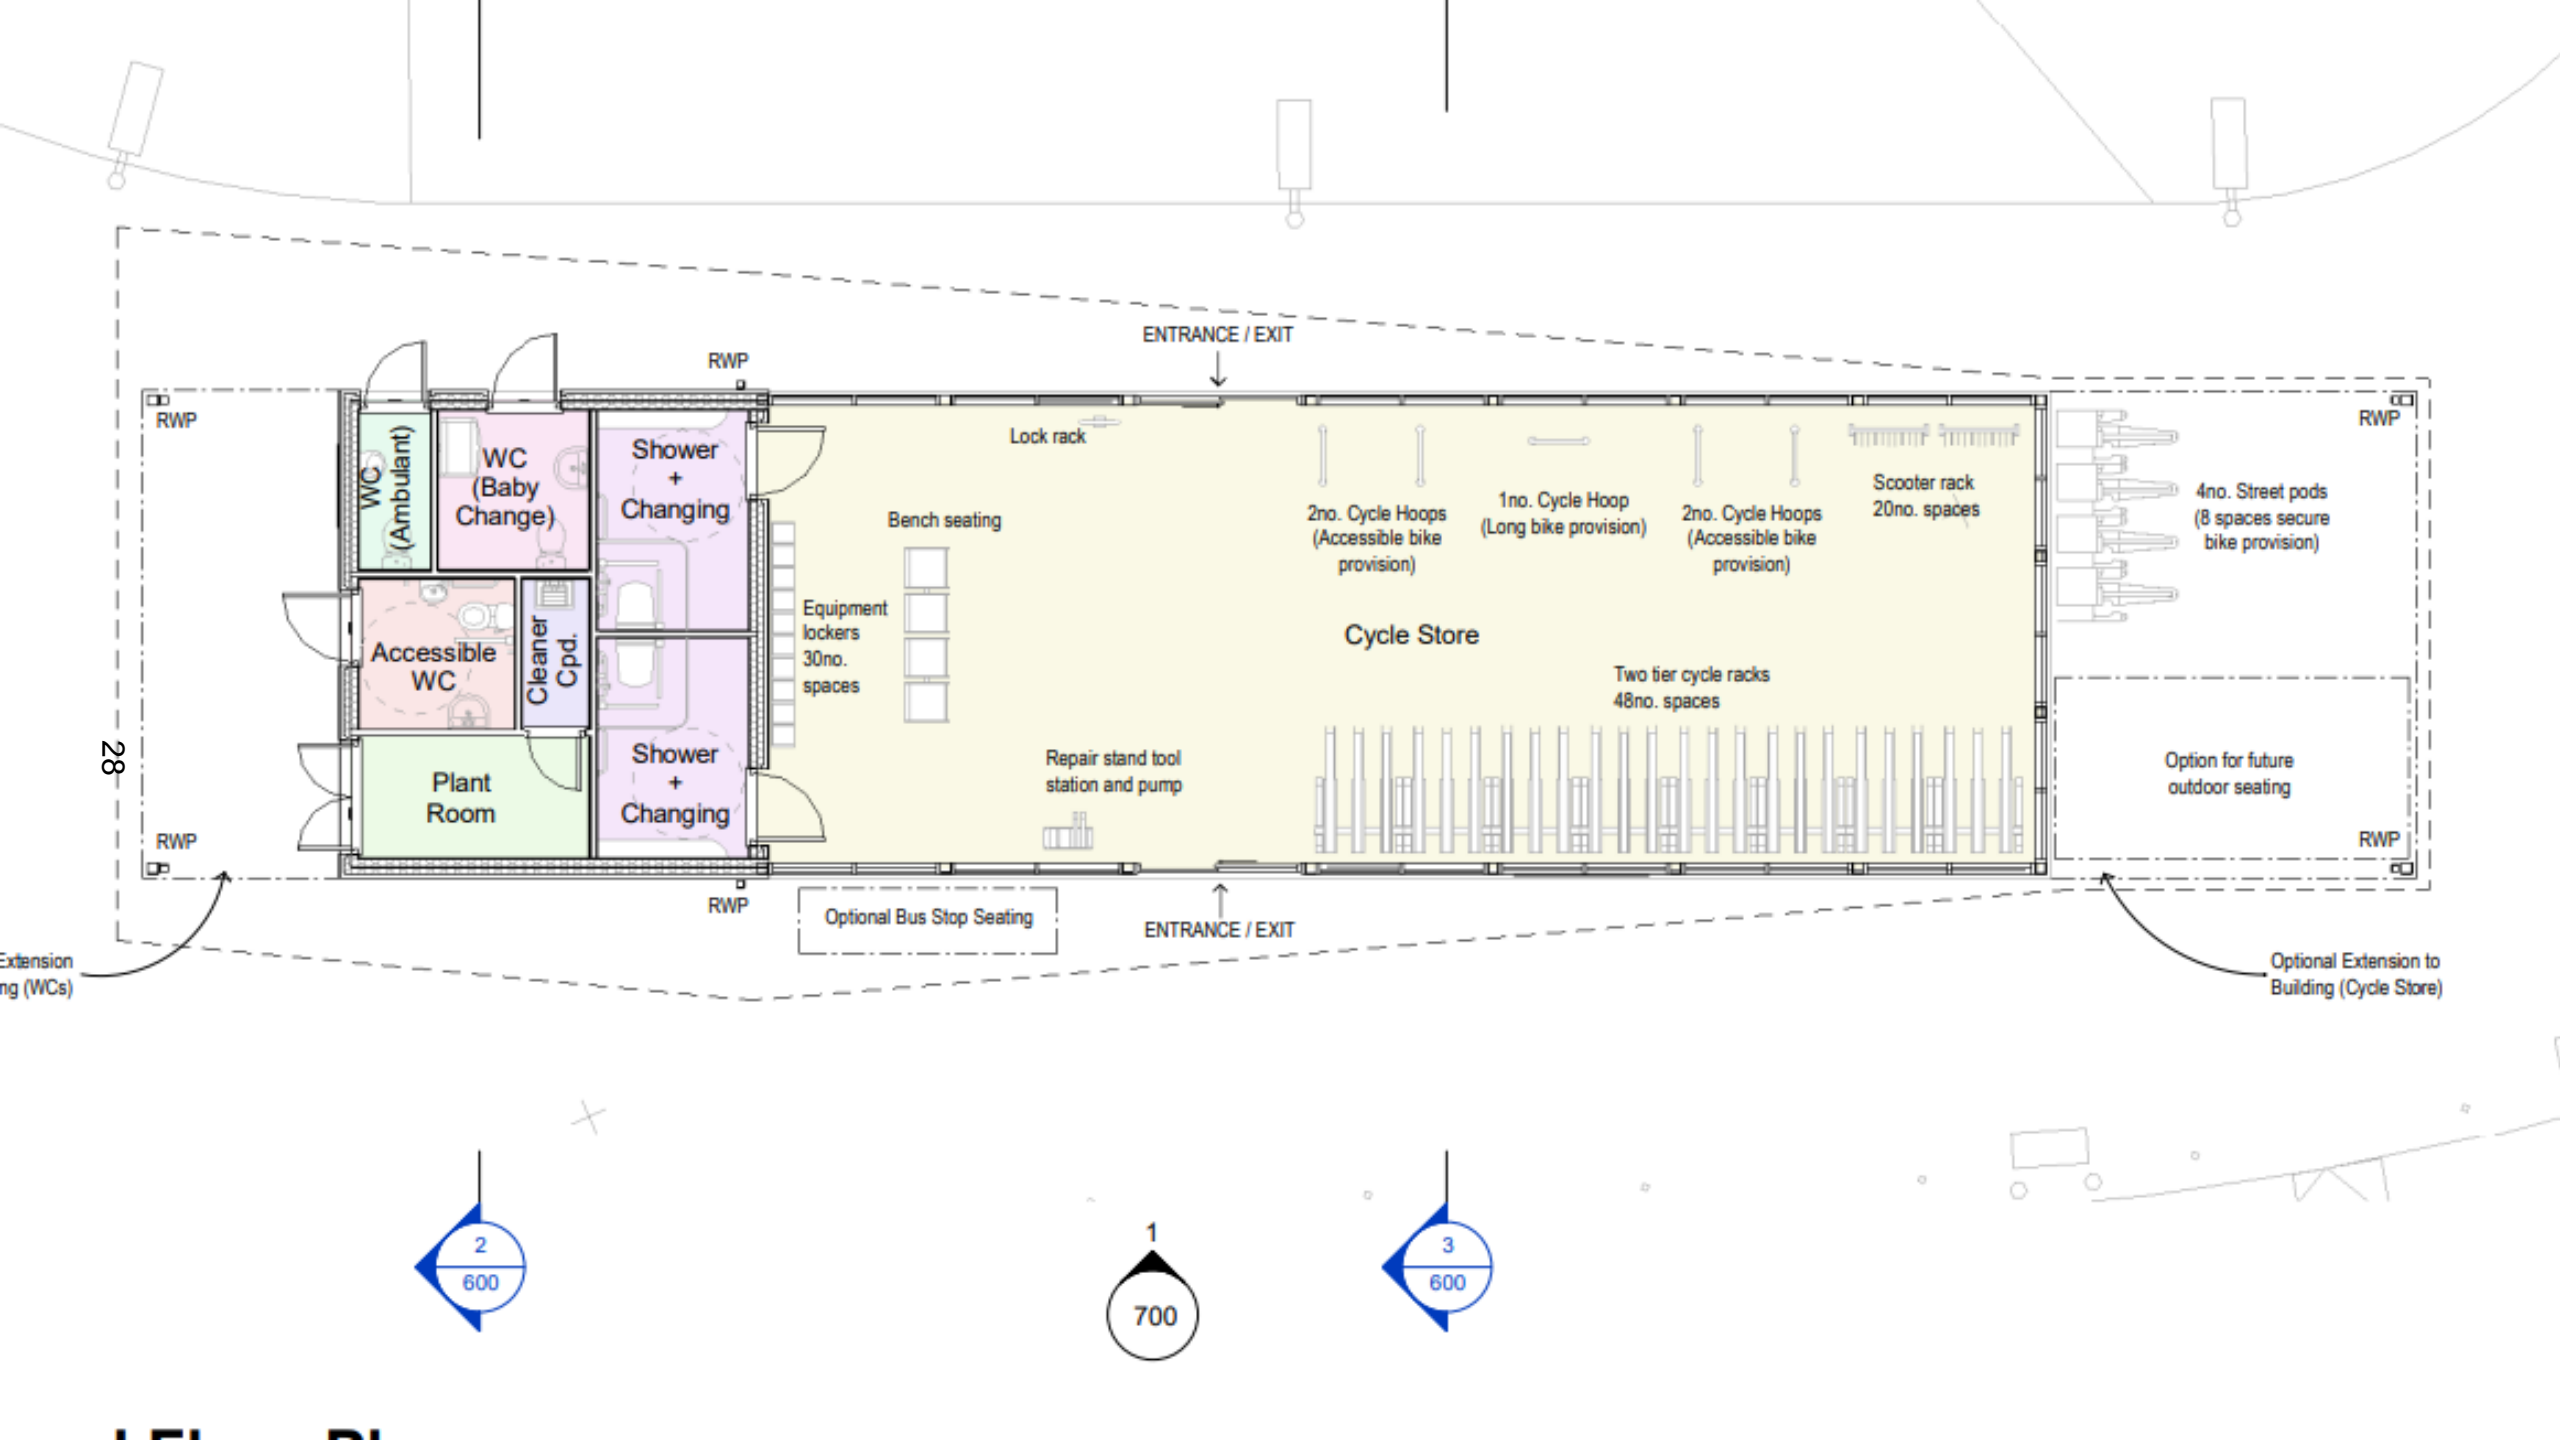 ENTRANCE / EXIT
RWP
RWP
RWP
WC
(Ambulant)
WC
(Baby
Change)
Shower
+
Changing
Lock rack
Bench seating
2no. Cycle Hoops
(Accessible bike
provision)
1no. Cycle Hoop
(Long bike provision)
2no. Cycle Hoops
(Accessible bike
provision)
Scooter rack
20no. spaces
4no. Street pods
(8 spaces secure
bike provision)
Equipment
lockers
30no.
spaces
Cycle Store
Accessible
WC
Cleaner
Cpd.
Two tier cycle racks
48no. spaces
28
Plant
Room
Shower
+
Changing
Repair stand tool
station and pump
Option for future
outdoor seating
RWP
RWP
RWP
Optional Bus Stop Seating
ENTRANCE / EXIT
Extension
ng (WCs)
Optional Extension to
Building (Cycle Store)
2
600
1
700
3
600